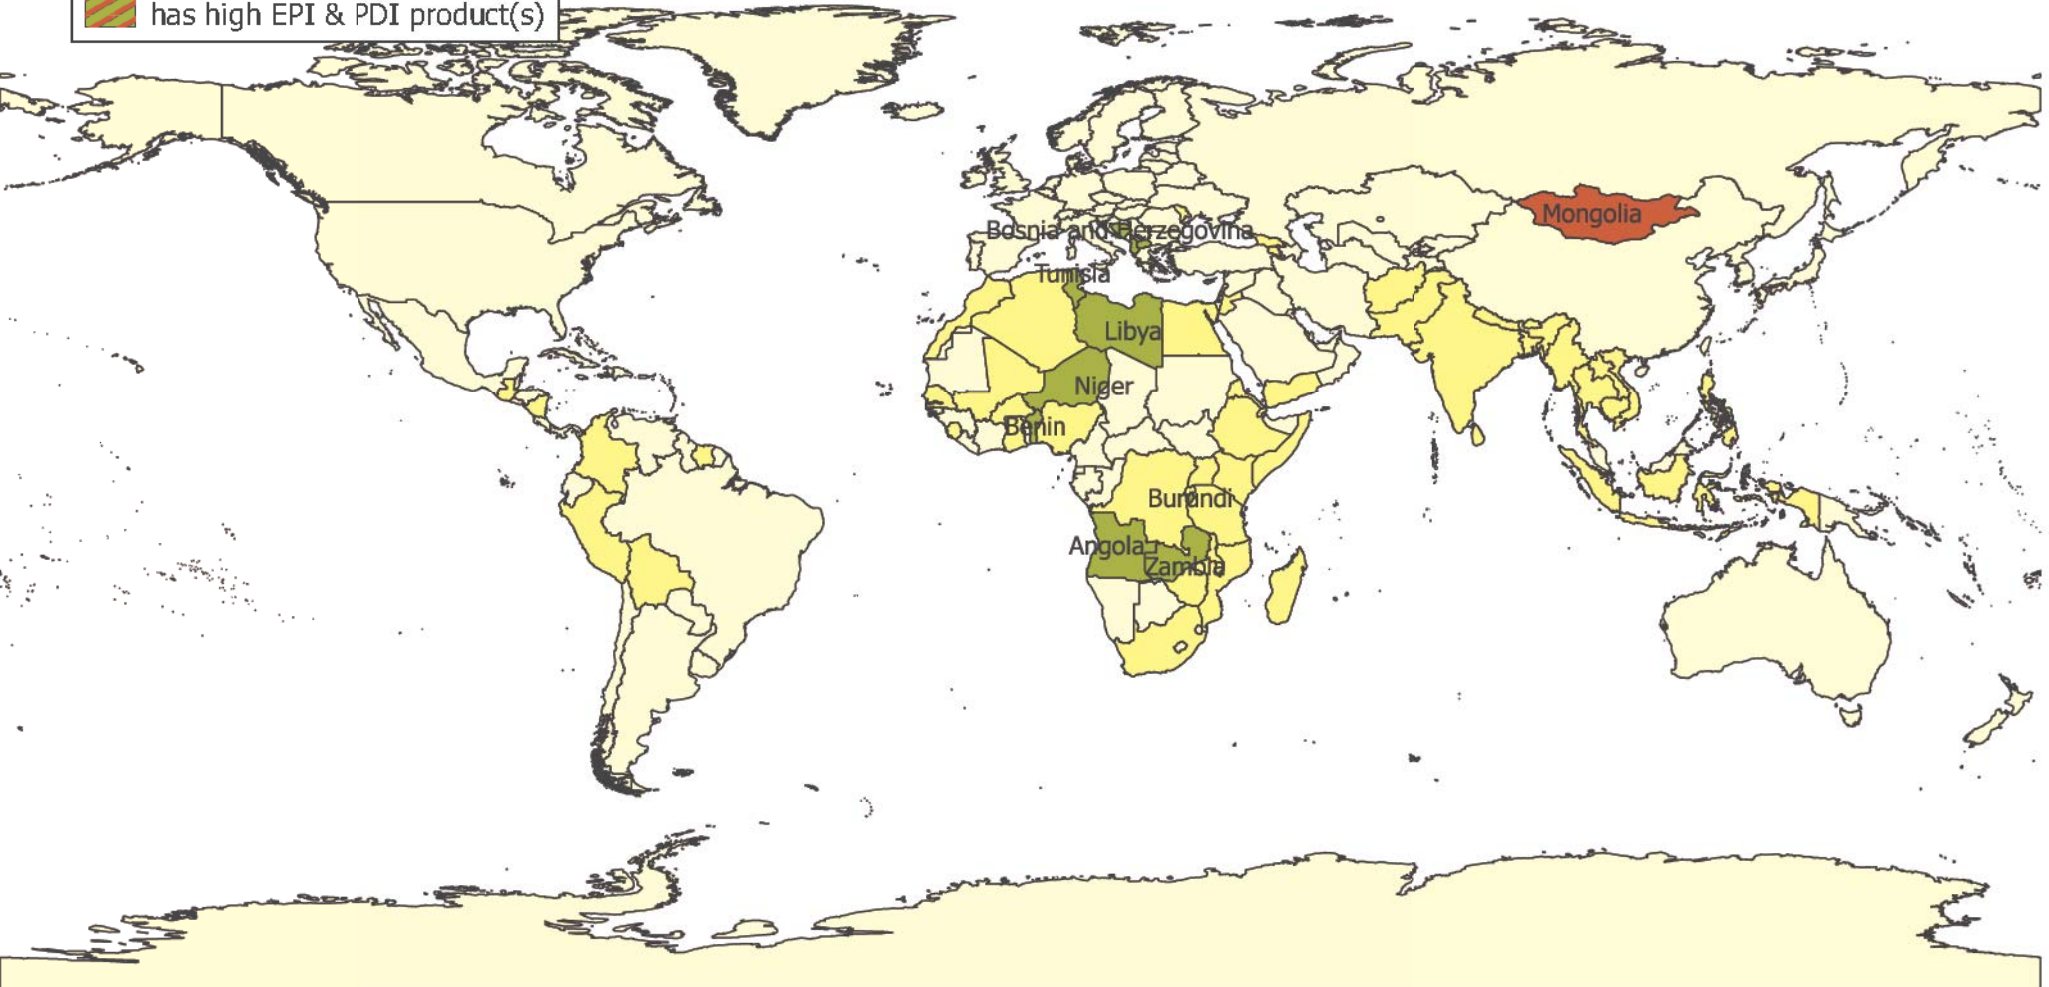 has high EPI & PDI product(s)
Mongolia
Bosnia and Herzegovina
Tunisia
Libya
Niger
Benin
Burundi
Angola
Zambia